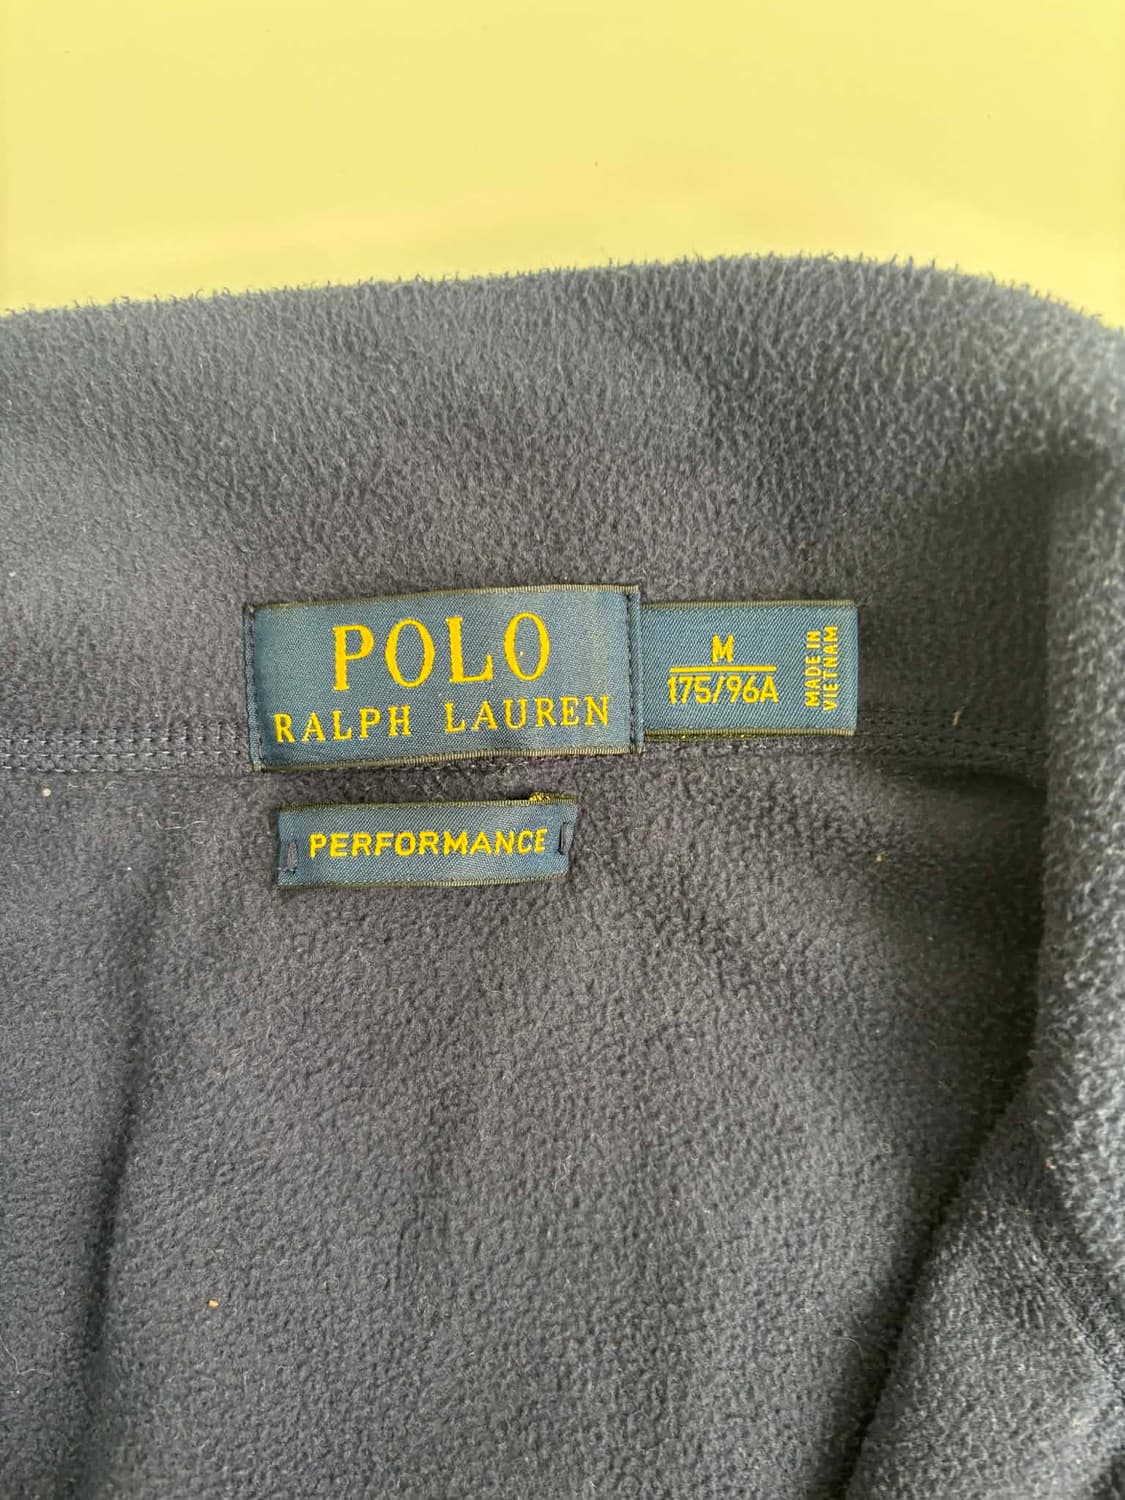 POLO
RALPH LAUREN
M
175/96A
MADE IN
VIETNAM
PERFORMANCE